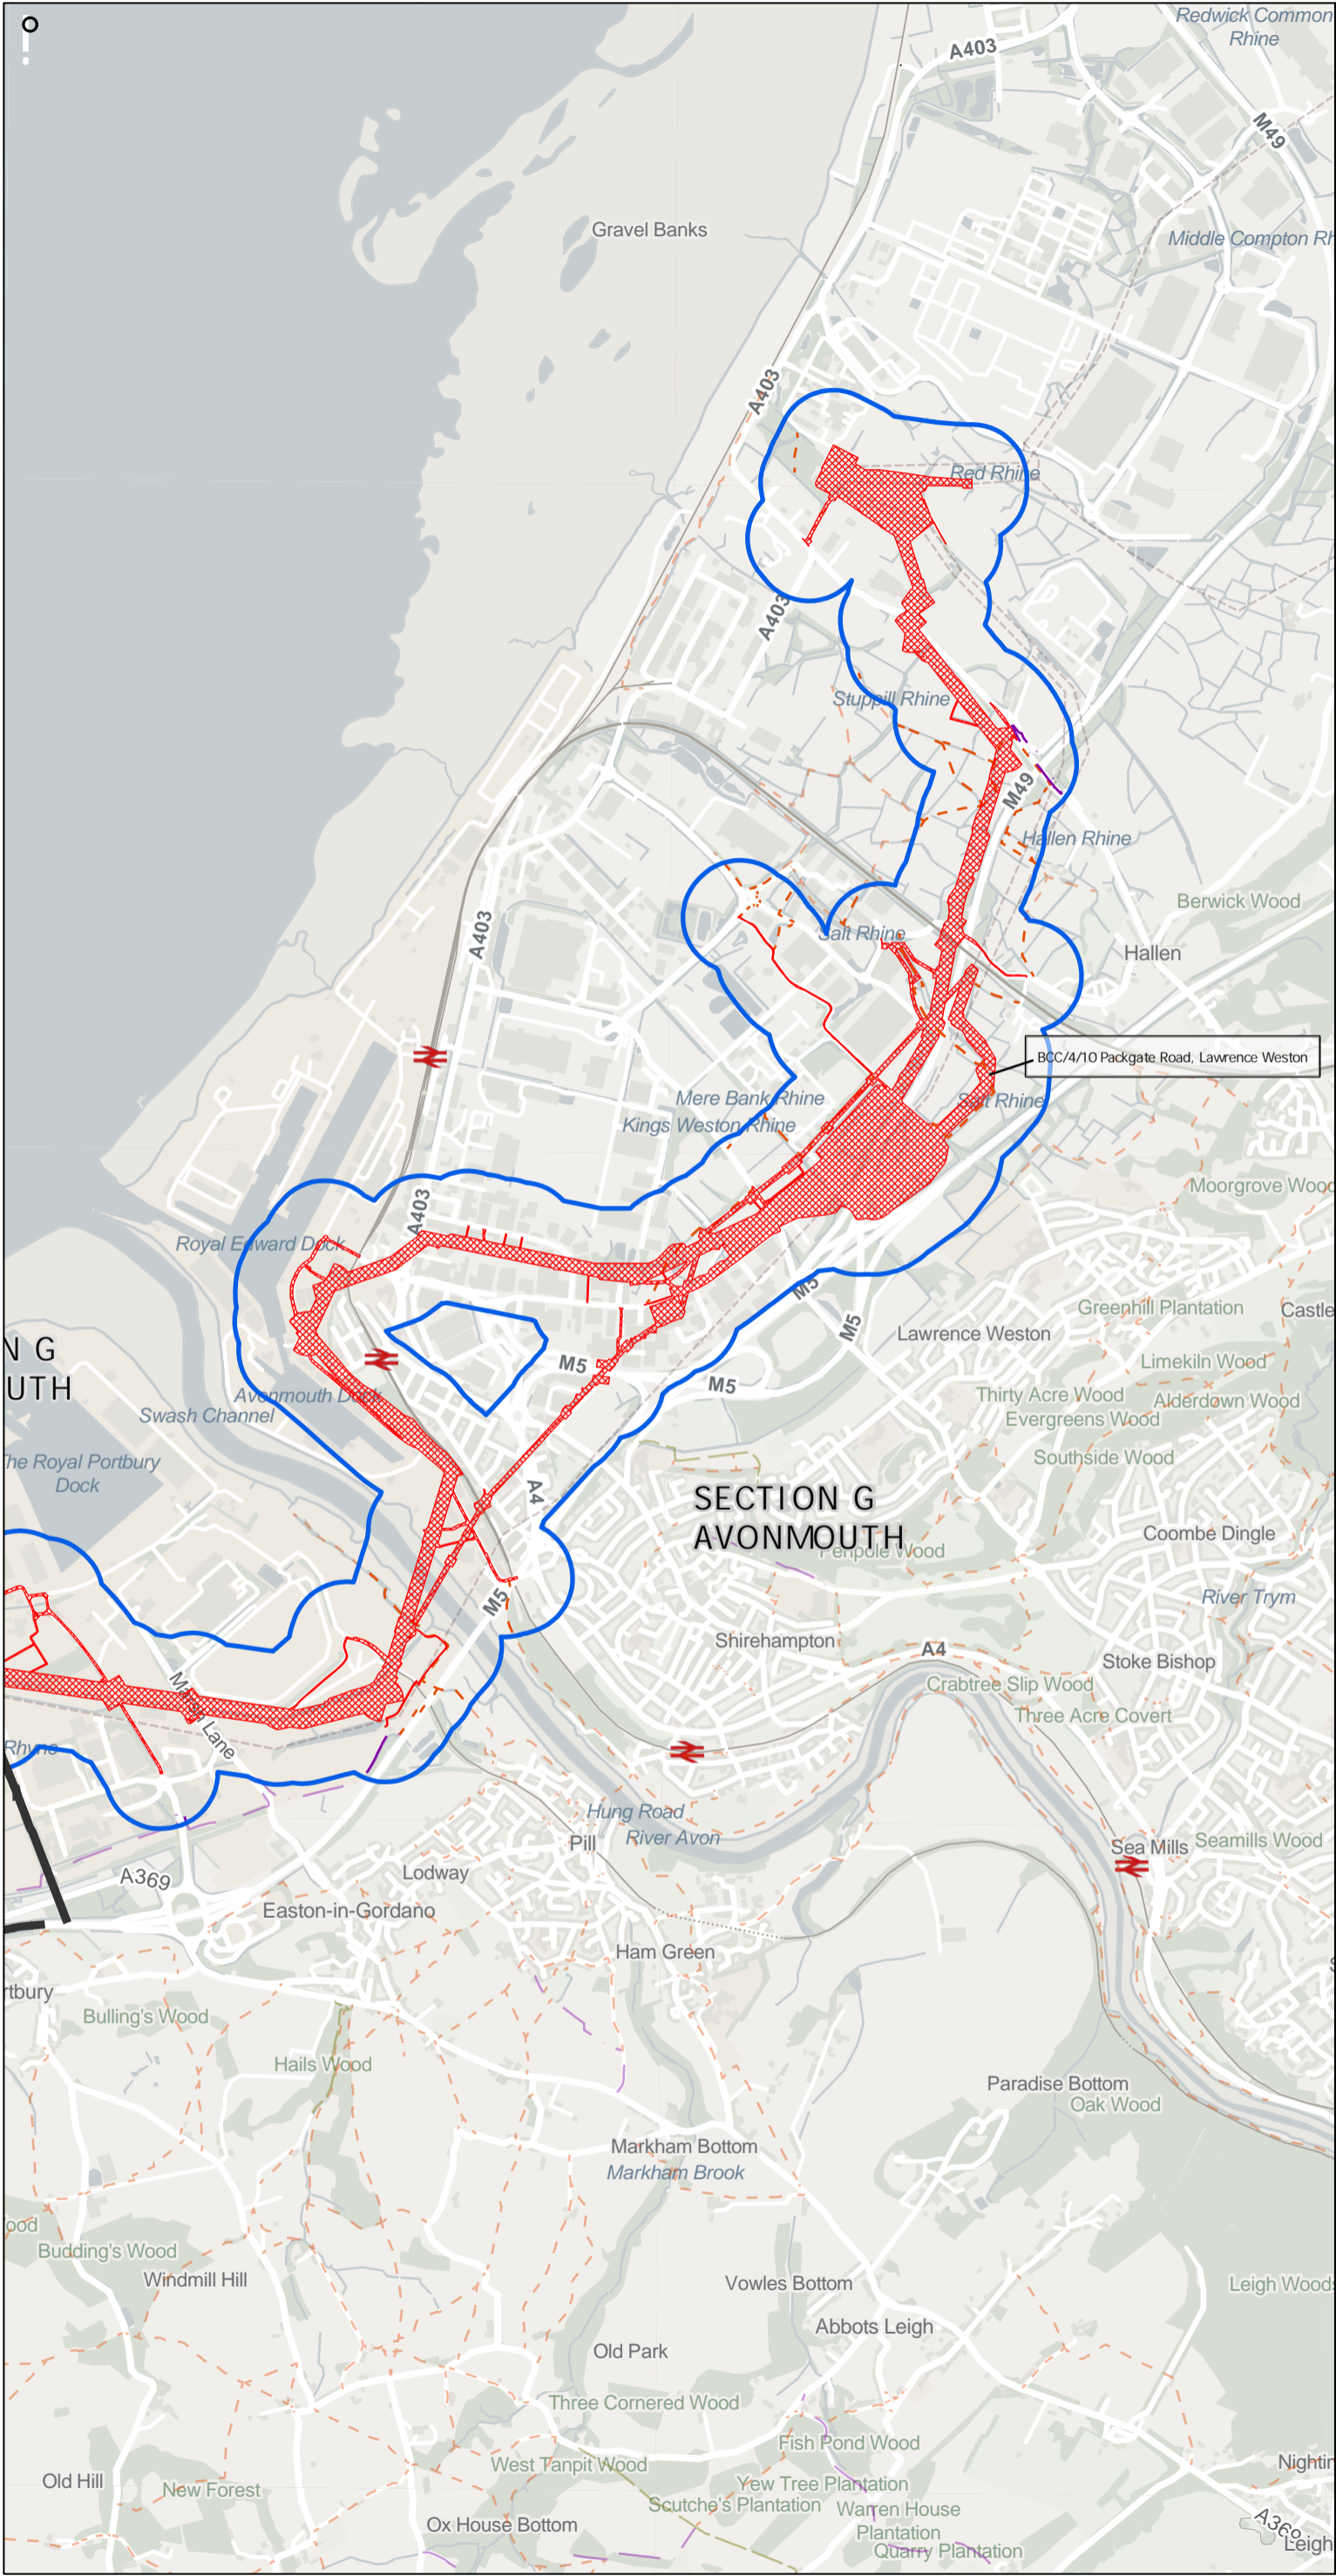 Redwick Common
Rhine
A403
M49
Gravel Banks
Middle Compton Rh
A403
Red Rhine
A403
Stuppill Rhine
M49
Hallen Rhine
Berwick Wood
A403
Salt Rhine
Hallen
BCC/4/10 Packgate Road, Lawrence Weston
Mere Bank Rhine
Salt Rhine
Kings Weston Rhine
Moorgrove Wood
A403
Royal Edward Dock
M5
Greenhill Plantation
Castle
M5
Lawrence Weston
N G
UTH
M5
Limekiln Wood
M5
Avonmouth Dock
Thirty Acre Wood
Alderdown Wood
Swash Channel
Evergreens Wood
The Royal Portbury
Dock
Southside Wood
A4
SECTION G
AVONMOUTH
Coombe Dingle
Penpole Wood
M5
River Trym
Shirehampton
A4
Stoke Bishop
Marsh Lane
Crabtree Slip Wood
Three Acre Covert
Rhyne
Hung Road
River Avon
Pill
Sea Mills
Seamills Wood
A369
Lodway
Easton-in-Gordano
Ham Green
rtbury
Bulling's Wood
Hails Wood
Paradise Bottom
Oak Wood
Markham Bottom
Markham Brook
ood
Budding's Wood
Windmill Hill
Vowles Bottom
Leigh Woods
Abbots Leigh
Old Park
Three Cornered Wood
Fish Pond Wood
West Tanpit Wood
Nightin
Old Hill
New Forest
Yew Tree Plantation
Scutche's Plantation
Warren House
Plantation
Ox House Bottom
A369
Leigh
Quarry Plantation